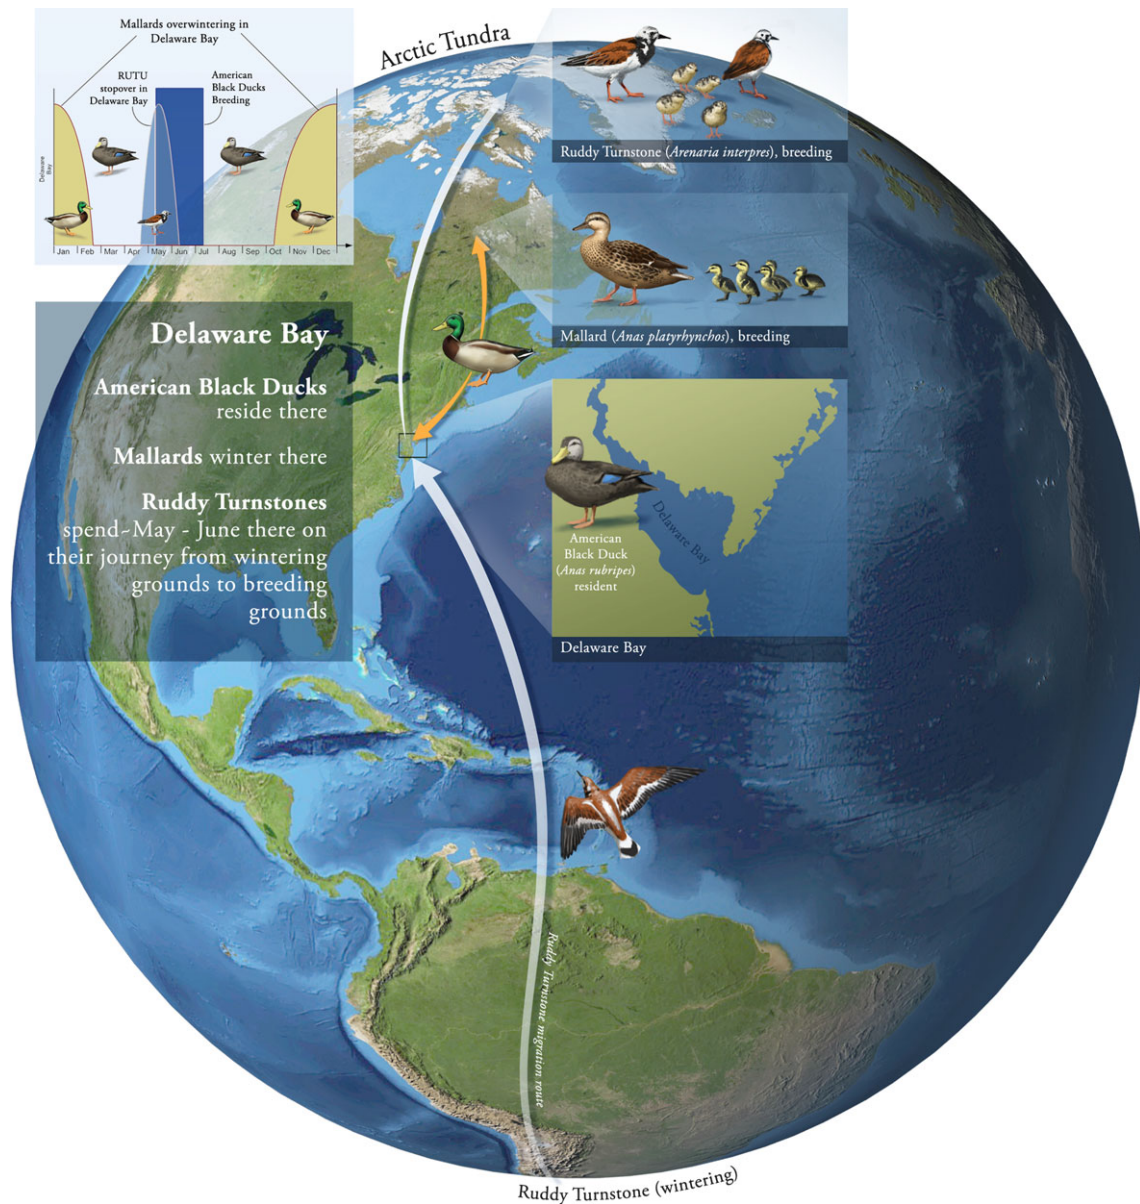 Mallards overwintering in
Delaware Bay
RUTU
stopover in
Delaware Bay
American
Black Ducks
Breeding
Delaware
Bay
Jan Feb Mar Apr May Jun Jul Aug Sep Oct Nov Dec
Arctic Tundra
Ruddy Turnstone (Arenaria interpres), breeding
Mallard (Anas platyrhynchos), breeding
Delaware Bay
American Black Ducks
reside there
Mallards winter there
Ruddy Turnstones
spend~May - June there on
their journey from wintering
grounds to breeding
grounds
Delaware Bay
American
Black Duck
(Anas rubripes)
resident
Delaware Bay
Ruddy Turnstone migration route
Ruddy Turnstone (wintering)